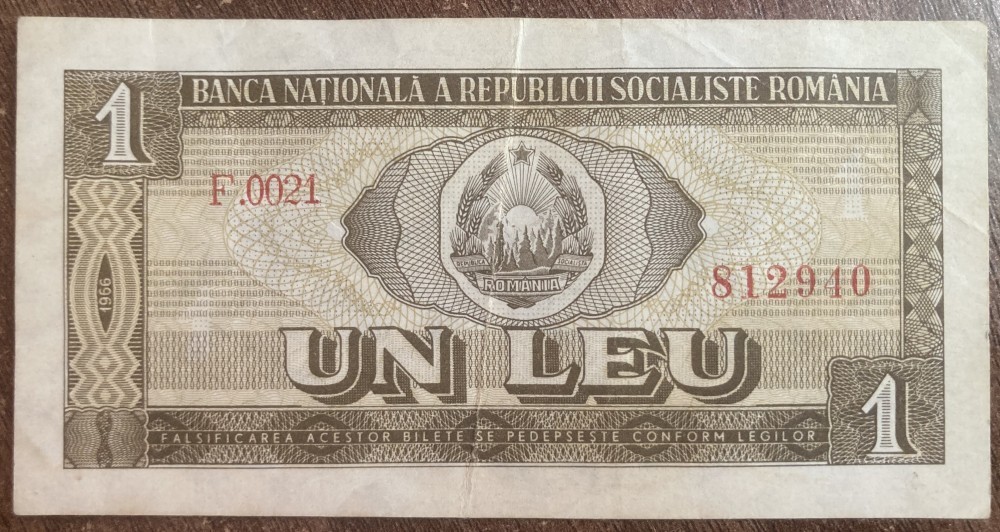 1
BANCA NAȚIONALĂ A REPUBLICII SOCIALISTE ROMÂNIA
F.0021
REPUBLICA SOCIALISTA
ROMÂNIA
812940
1966
UN LEU
1
FALSIFICAREA ACESTOR BILETE SE PEDEPSEȘTE CONFORM LEGILOR